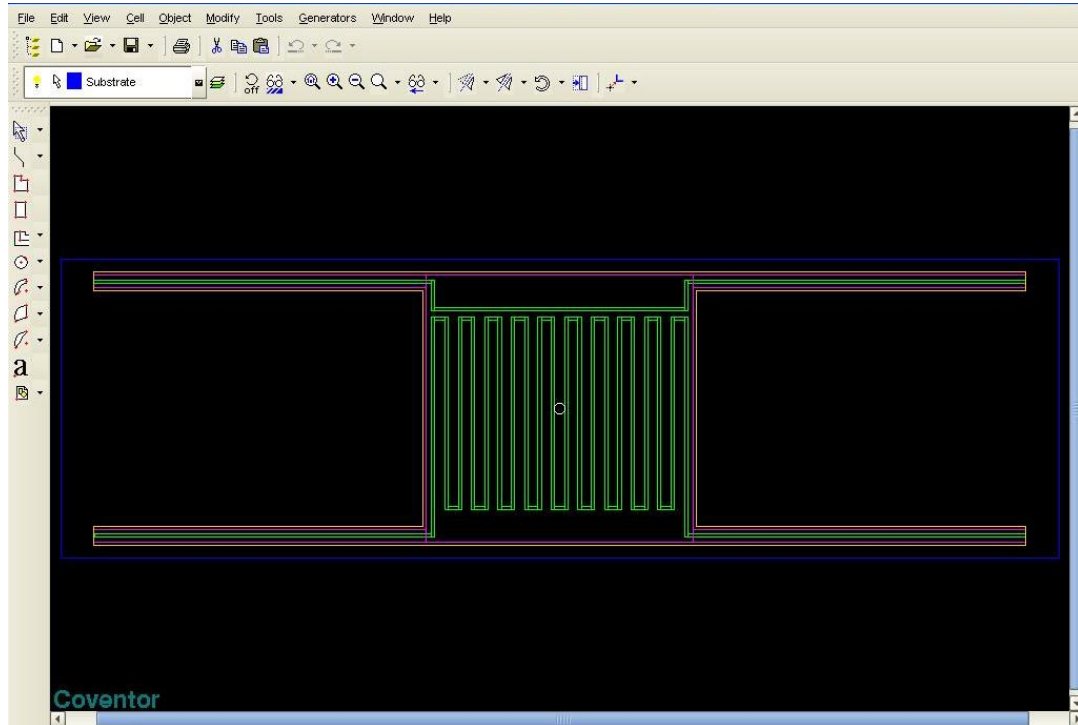 File Edit View Cell Object Modify Tools Generators Window Help
Substrate
off
a
Coventor